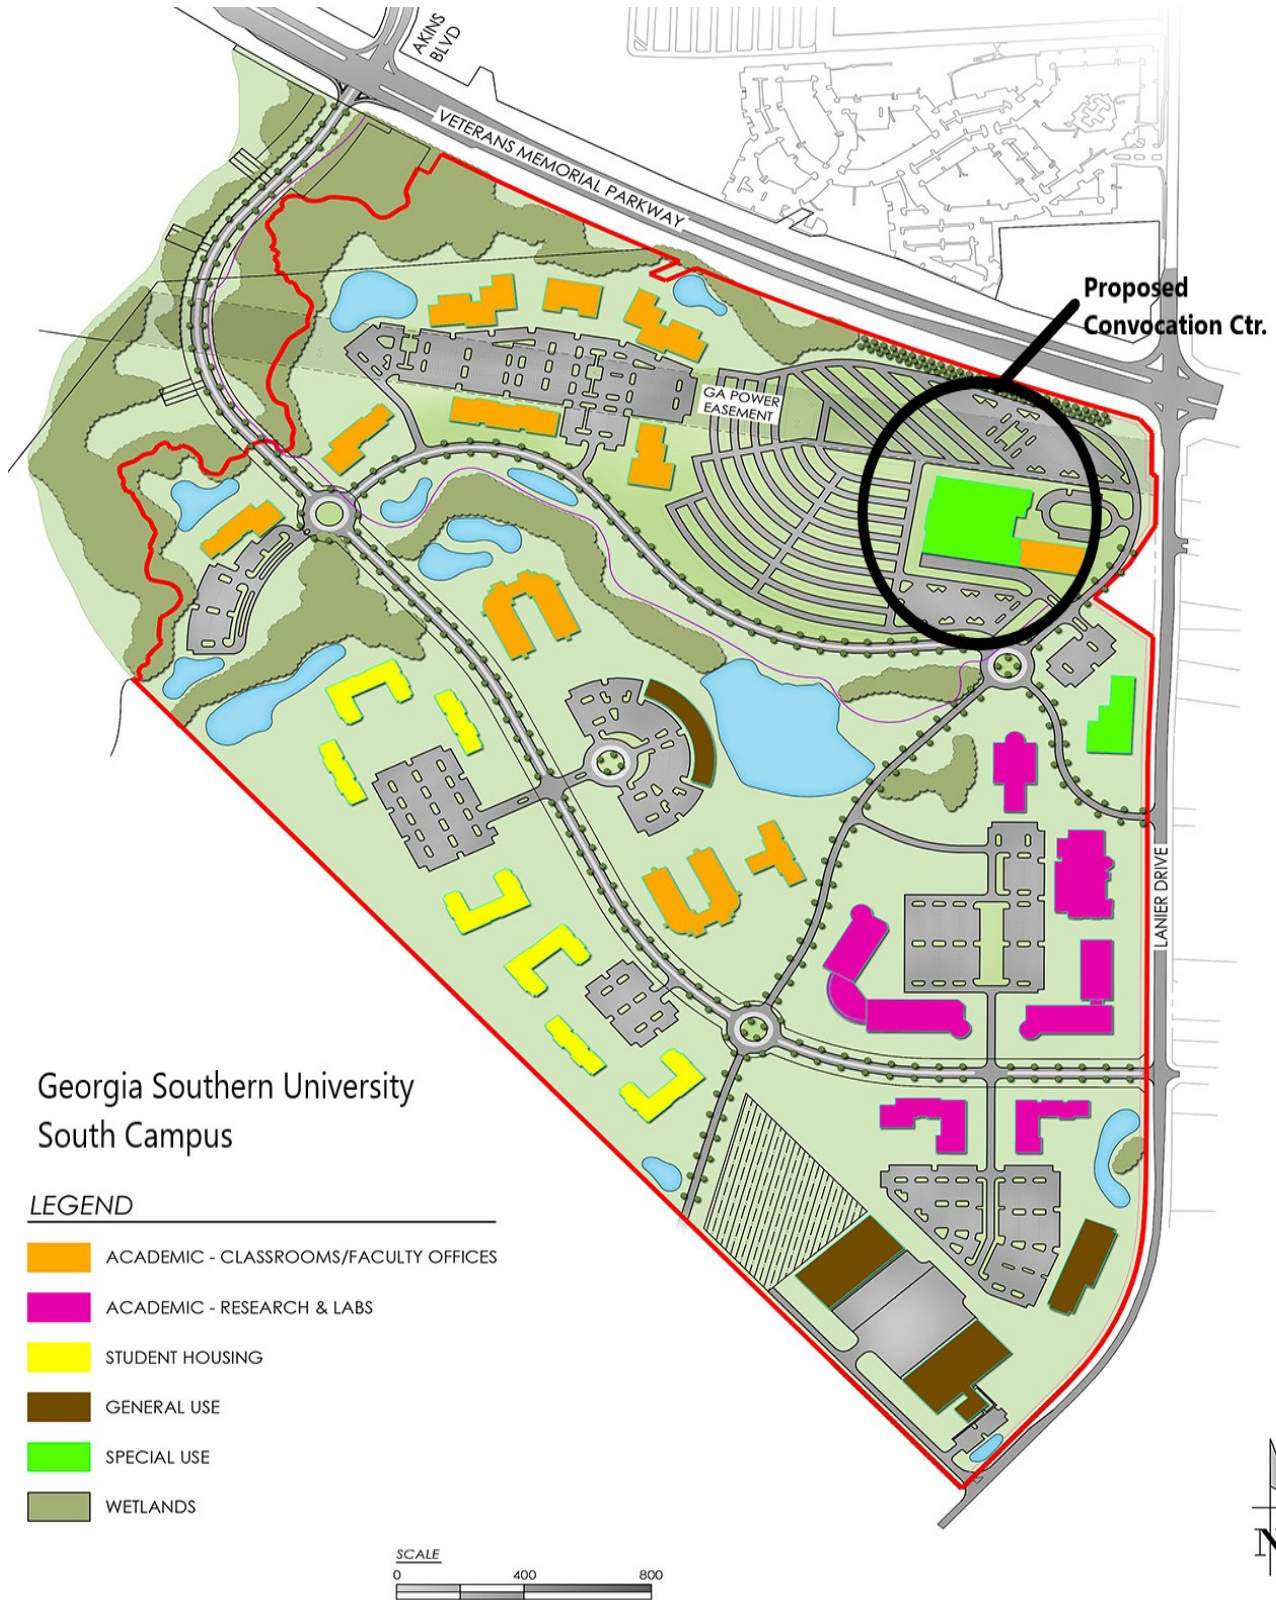 AKINS
BLVD
VETERANS MEMORIAL PARKWAY
Proposed
Convocation Ctr.
GA POWER
EASEMENT
LANIER DRIVE
Georgia Southern University
South Campus
LEGEND
ACADEMIC - CLASSROOMS/FACULTY OFFICES
ACADEMIC - RESEARCH & LABS
STUDENT HOUSING
GENERAL USE
SPECIAL USE
WETLANDS
SCALE
0 400 800
N